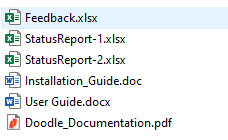 Feedback.xlsx
StatusReport-1.xlsx
StatusReport-2.xlsx
Installation_Guide.doc
User Guide.docx
Doodle_Documentation.pdf